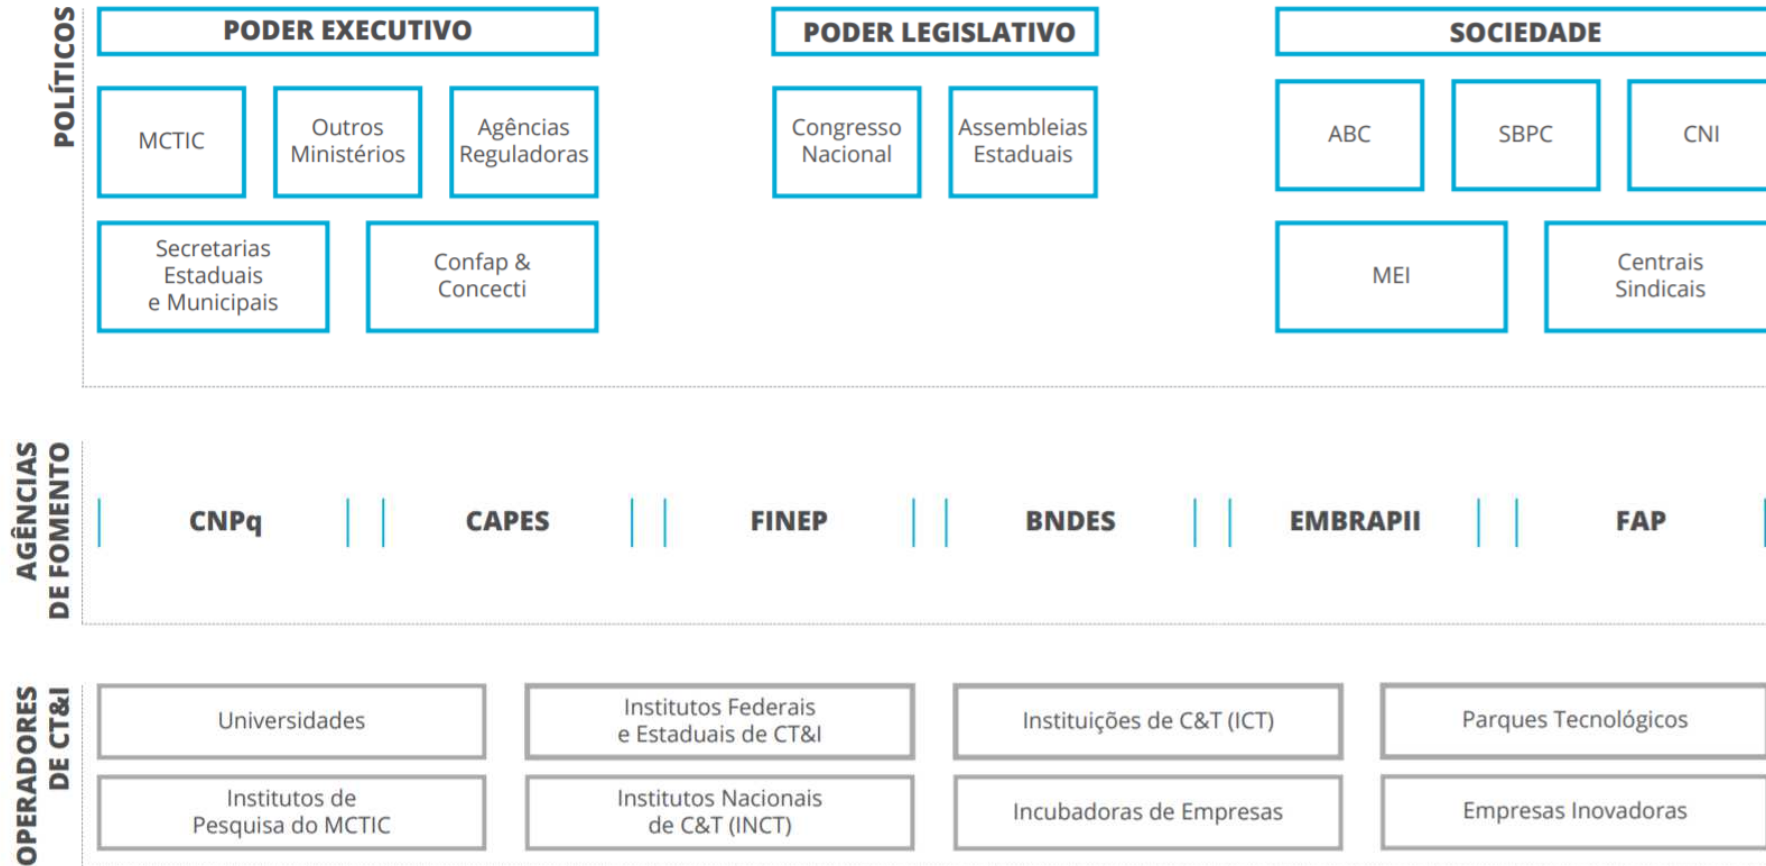 POLÍTICOS
PODER EXECUTIVO
MCTIC
Outros
Ministérios
Agências
Reguladoras
Secretarias
Estaduais
e Municipais
Confap &
Concecti
PODER LEGISLATIVO
Congresso
Nacional
Assembleias
Estaduais
SOCIEDADE
ABC
SBPC
CNI
MEI
Centrais
Sindicais
AGÊNCIAS
DE FOMENTO
CNPq
CAPES
FINEP
BNDES
EMBRAPII
FAP
OPERADORES
DE CT&I
Universidades
Institutos Federais
e Estaduais de CT&I
Instituições de C&T (ICT)
Parques Tecnológicos
Institutos de
Pesquisa do MCTIC
Institutos Nacionais
de C&T (INCT)
Incubadoras de Empresas
Empresas Inovadoras